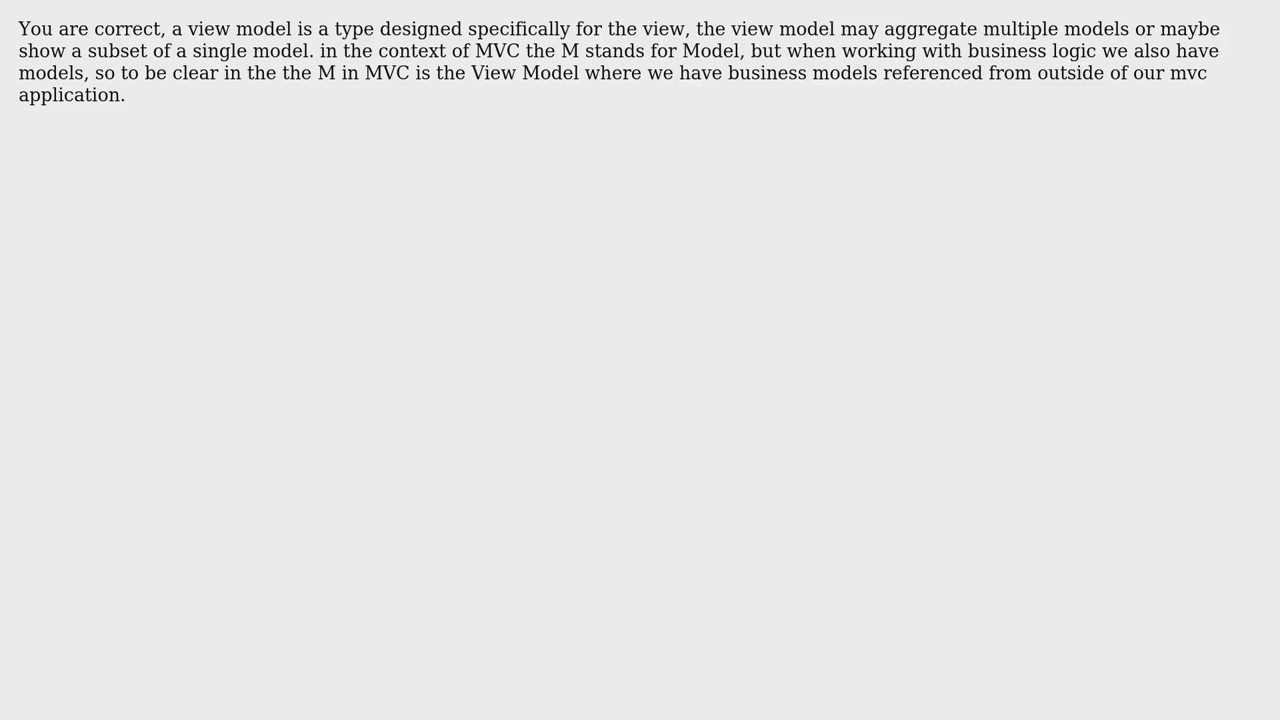 You are correct, a view model is a type designed specifically for the view, the view model may aggregate multiple models or maybe
show a subset of a single model. in the context of MVC the M stands for Model, but when working with business logic we also have
models, so to be clear in the the M in MVC is the View Model where we have business models referenced from outside of our mvc
application.